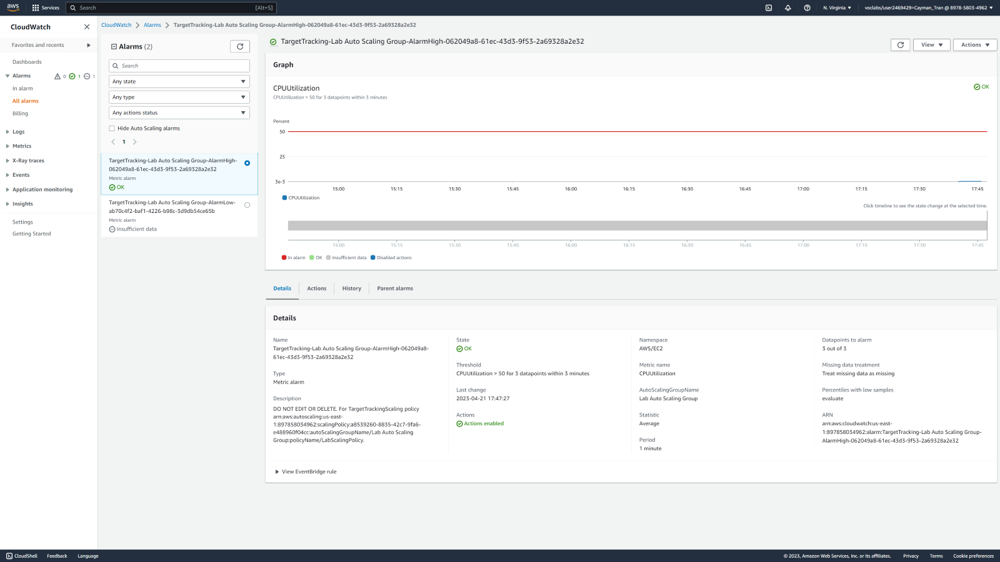 aws
Services
Search
[Alt+S]
N. Virginia
voclabs/user2469429=Cayman_Tran @ 8978-5803-4962
CloudWatch
Favorites and recents
Dashboards
Alarms
0
1
1
In alarm
All alarms
Billing
Logs
Metrics
X-Ray traces
Events
Application monitoring
Insights
Settings
Getting Started
CloudWatch
Alarms
TargetTracking-Lab Auto Scaling Group-AlarmHigh-062049a8-61ec-43d3-9f53-2a69328a2e32
Alarms (2)
Search
Any state
Any type
Any actions status
Hide Auto Scaling alarms
1
TargetTracking-Lab Auto Scaling Group-AlarmHigh-
062049a8-61ec-43d3-9f53-2a69328a2e32
Metric alarm
OK
TargetTracking-Lab Auto Scaling Group-AlarmLow-
ab70c4f2-baf1-4226-b98c-3d9db54ce65b
Metric alarm
Insufficient data
TargetTracking-Lab Auto Scaling Group-AlarmHigh-062049a8-61ec-43d3-9f53-2a69328a2e32
View
Actions
Graph
CPUUtilization
OK
CPUUtilization > 50 for 3 datapoints within 3 minutes
Percent
50
25
3e-3
15:00 15:15 15:30 15:45 16:00 16:15 16:30 16:45 17:00 17:15 17:30 17:45
CPUUtilization
Click timeline to see the state change at the selected time.
15:00 15:15 15:30 15:45 16:00 16:15 16:30 16:45 17:00 17:15 17:30 17:45
In alarm OK Insufficient data Disabled actions
Details
Actions
History
Parent alarms
Details
Name
TargetTracking-Lab Auto Scaling Group-AlarmHigh-062049a8-
61ec-43d3-9f53-2a69328a2e32
Type
Metric alarm
Description
DO NOT EDIT OR DELETE. For TargetTrackingScaling policy
arn:aws:autoscaling:us-east-
1:897858034962:scalingPolicy:a8539260-8835-42c7-9fa6-
e488960f04cc:autoScalingGroupName/Lab Auto Scaling
Group:policyName/LabScalingPolicy.
State
OK
Threshold
CPUUtilization > 50 for 3 datapoints within 3 minutes
Last change
2023-04-21 17:47:27
Actions
Actions enabled
Namespace
AWS/EC2
Metric name
CPUUtilization
AutoScalingGroupName
Lab Auto Scaling Group
Statistic
Average
Period
1 minute
Datapoints to alarm
3 out of 3
Missing data treatment
Treat missing data as missing
Percentiles with low samples
evaluate
ARN
arn:aws:cloudwatch:us-east-
1:897858034962:alarm:TargetTracking-Lab Auto Scaling Group-
AlarmHigh-062049a8-61ec-43d3-9f53-2a69328a2e32
View EventBridge rule
CloudShell
Feedback
Language
© 2023, Amazon Web Services, Inc. or its affiliates.
Privacy
Terms
Cookie preferences